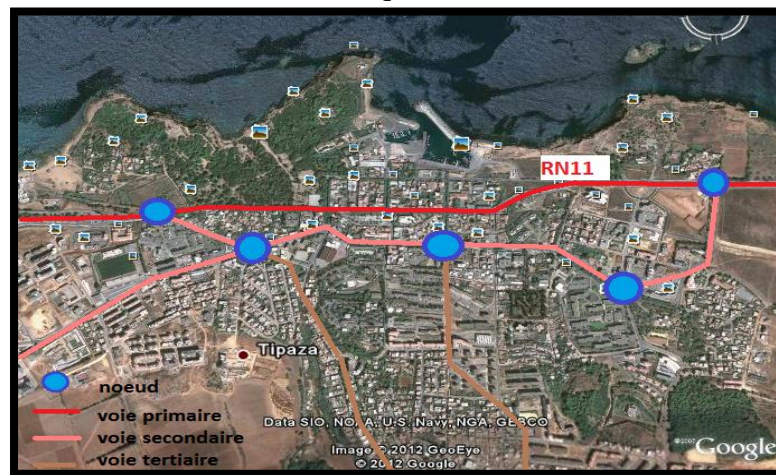 RN11
Tipaza
noeud
voie primaire
voie secondaire
voie tertiaire
Data SIO, NOAA, U.S. Navy, NGA, GEBCO
Image © 2012 GeoEye
© 2012 Google
©2007 Google